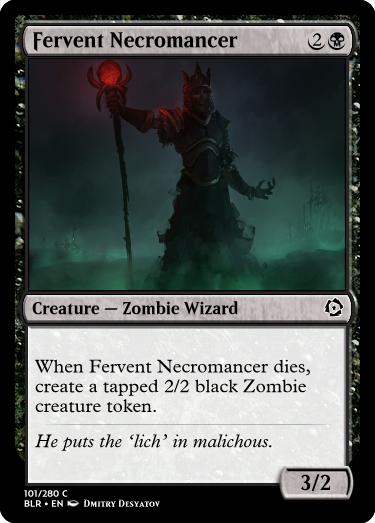 Fervent Necromancer 2
Creature — Zombie Wizard
When Fervent Necromancer dies,
create a tapped 2/2 black Zombie
creature token.
He puts the ‘lich’ in malichous.
3/2
101/280 C
BLR • EN Dmitry Desyatov